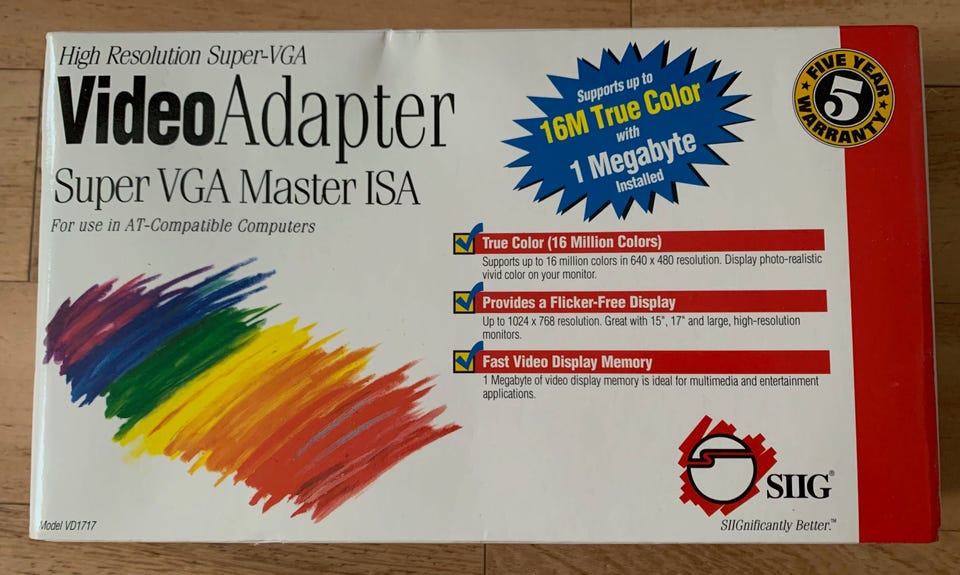 High Resolution Super-VGA
VideoAdapter
Super VGA Master ISA
For use in AT-Compatible Computers
Supports up to
16M True Color
with
1 Megabyte
Installed
FIVE YEAR
5
WARRANTY
True Color (16 Million Colors)
Supports up to 16 million colors in 640 x 480 resolution. Display photo-realistic
vivid color on your monitor.
Provides a Flicker-Free Display
Up to 1024 x 768 resolution. Great with 15", 17" and large, high-resolution
monitors.
Fast Video Display Memory
1 Megabyte of video display memory is ideal for multimedia and entertainment
applications.
SIIG®
SIIGnificantly Better.™
Model VD1717